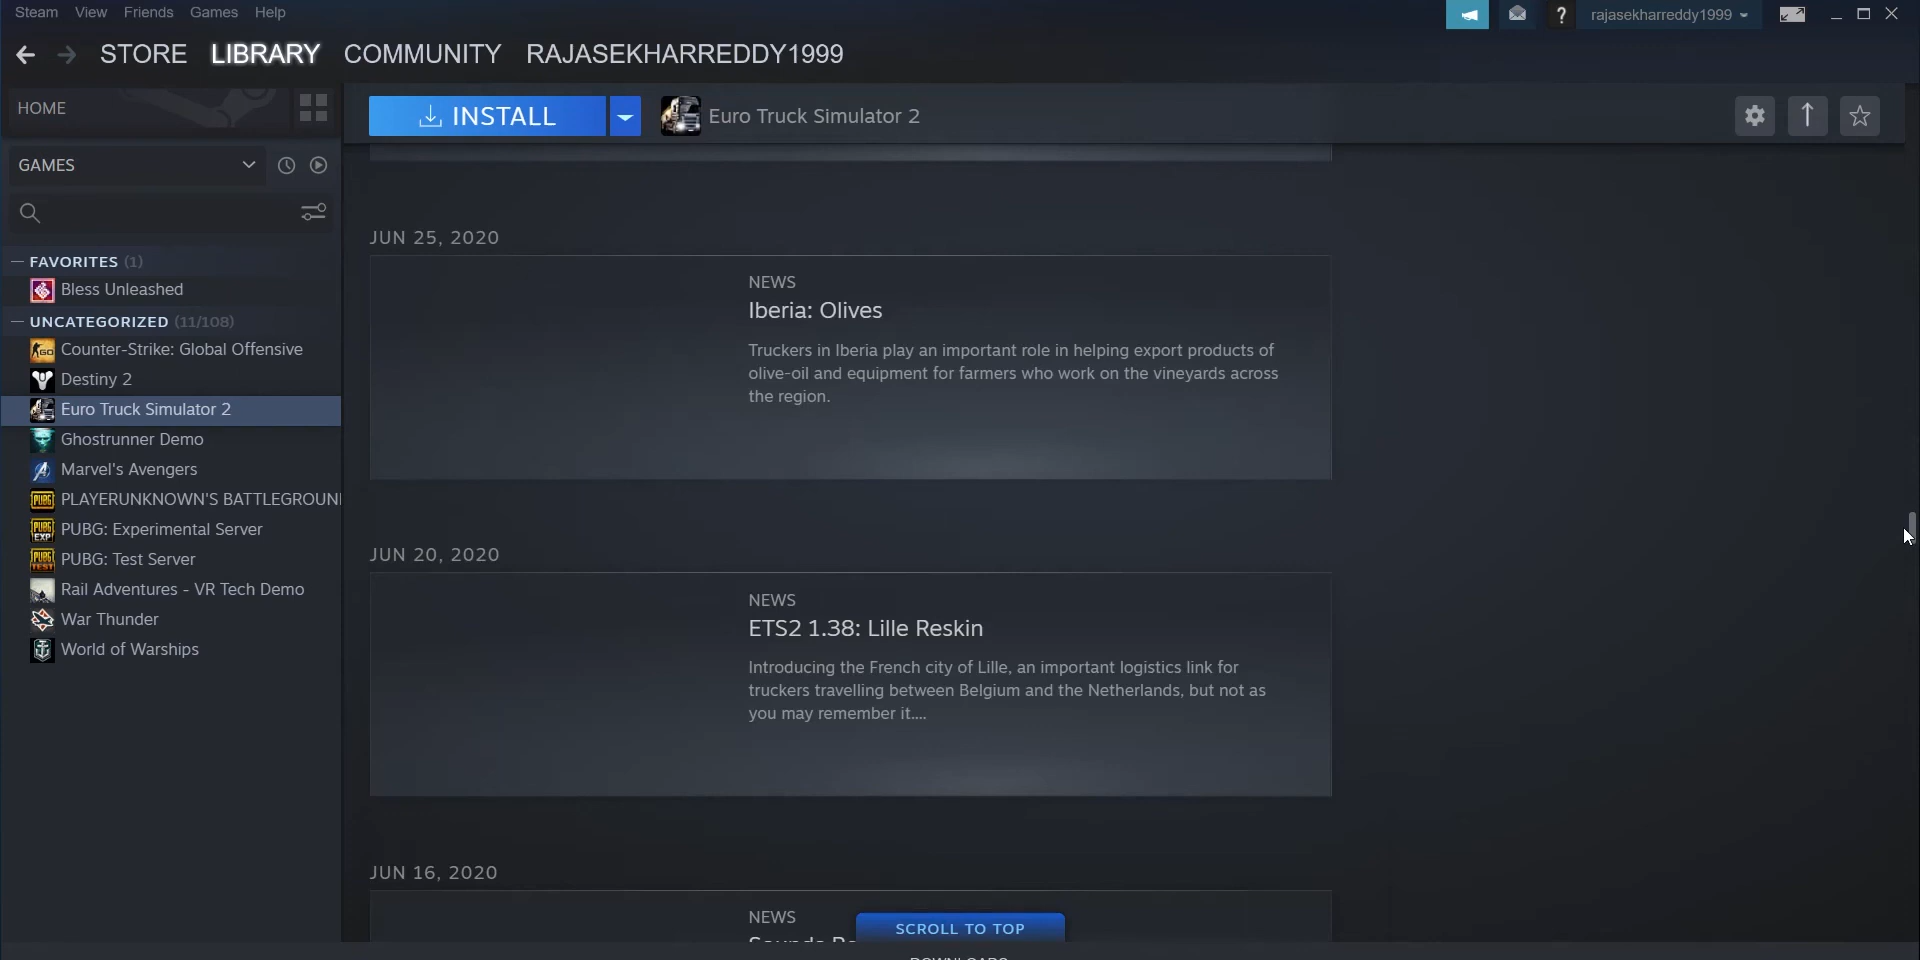 Steam View Friends Games Help
rajasekharreddy1999
STORE LIBRARY COMMUNITY RAJASEKHARREDDY1999
HOME
INSTALL
Euro Truck Simulator 2
GAMES
FAVORITES (1)
Bless Unleashed
UNCATEGORIZED (11/108)
Counter-Strike: Global Offensive
Destiny 2
Euro Truck Simulator 2
Ghostrunner Demo
Marvel's Avengers
PLAYERUNKNOWN'S BATTLEGROUN
PUBG: Experimental Server
PUBG: Test Server
Rail Adventures - VR Tech Demo
War Thunder
World of Warships
JUN 25, 2020
NEWS
Iberia: Olives
Truckers in Iberia play an important role in helping export products of
olive-oil and equipment for farmers who work on the vineyards across
the region.
JUN 20, 2020
NEWS
ETS2 1.38: Lille Reskin
Introducing the French city of Lille, an important logistics link for
truckers travelling between Belgium and the Netherlands, but not as
you may remember it....
JUN 16, 2020
NEWS
SCROLL TO TOP